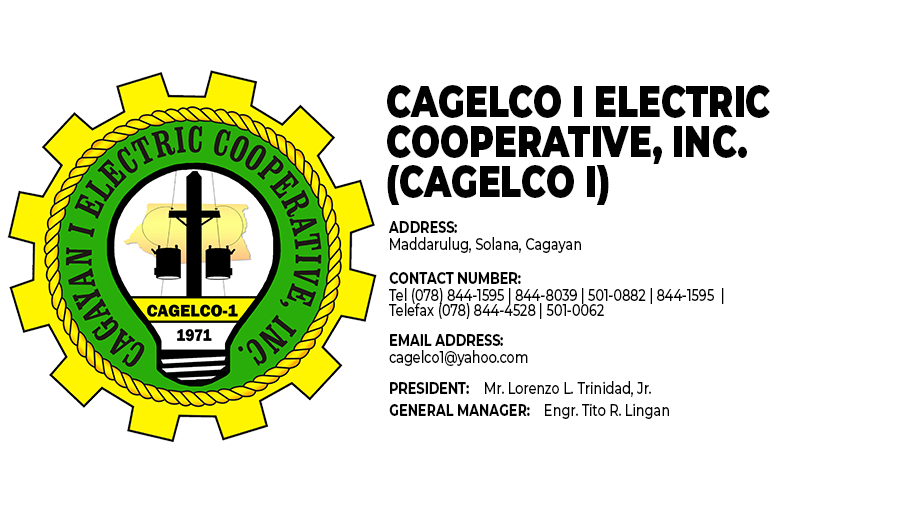 CAGAYAN I ELECTRIC COOPERATIVE, INC.
CAGELCO-1
1971
CAGELCO I ELECTRIC
COOPERATIVE, INC.
(CAGELCO I)
ADDRESS:
Maddarulug, Solana, Cagayan
CONTACT NUMBER:
Tel (078) 844-1595 | 844-8039 | 501-0882 | 844-1595 |
Telefax (078) 844-4528 | 501-0062
EMAIL ADDRESS:
cagelco1@yahoo.com
PRESIDENT: Mr. Lorenzo L. Trinidad, Jr.
GENERAL MANAGER: Engr. Tito R. Lingan